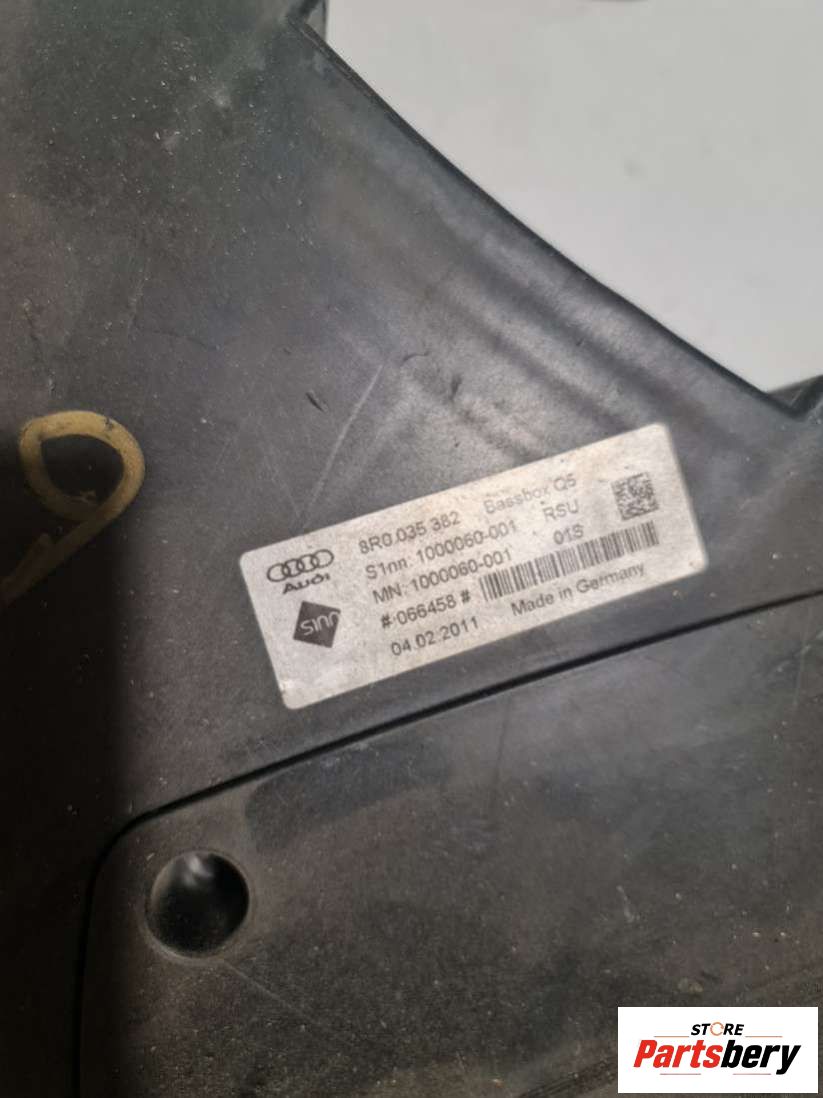 8R0.035 382 Bassbox Q5
S1nn: 1000060-001 RSU
MN: 1000060-001 01S
#:066458 #
04.02.2011 Made in Germany
AUDI
S1NN
STORE
Partsbery